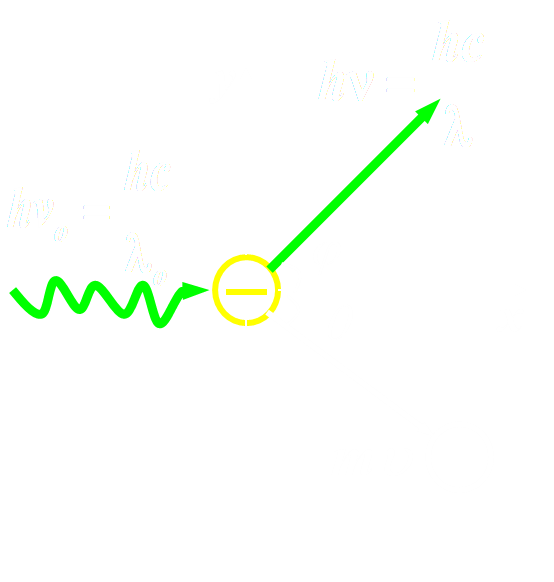 hν = hc
λ
hν₀ = hc
λ₀